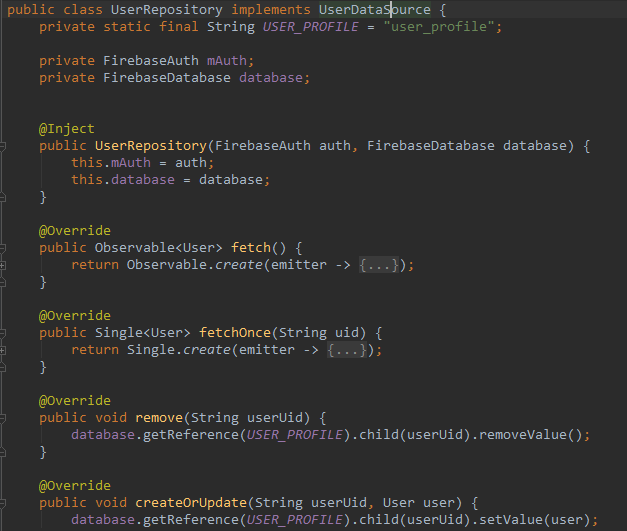 public class UserRepository implements UserDataSource {
private static final String USER_PROFILE = "user_profile";
private FirebaseAuth mAuth;
private FirebaseDatabase database;
@Inject
public UserRepository(FirebaseAuth auth, FirebaseDatabase database) {
this.mAuth = auth;
this.database = database;
}
@Override
public Observable<User> fetch() {
return Observable.create(emitter -> {...});
}
@Override
public Single<User> fetchOnce(String uid) {
return Single.create(emitter -> {...});
}
@Override
public void remove(String userUid) {
database.getReference(USER_PROFILE).child(userUid).removeValue();
}
@Override
public void createOrUpdate(String userUid, User user) {
database.getReference(USER_PROFILE).child(userUid).setValue(user);